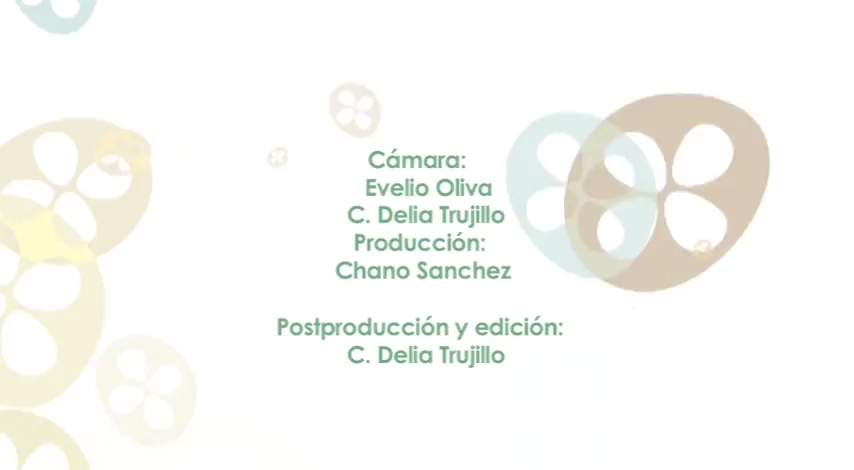 Cámara:
Evelio Oliva
C. Delia Trujillo
Producción:
Chano Sanchez
Postproducción y edición:
C. Delia Trujillo